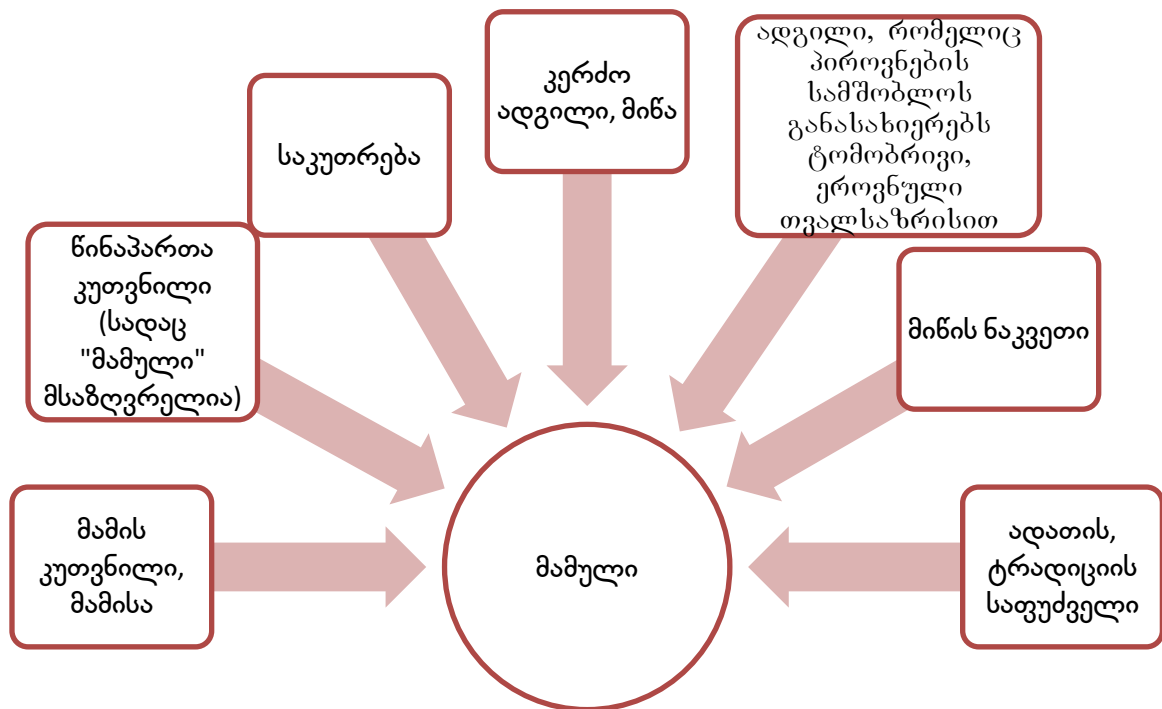 მამის
კუთვნილი,
მამისა
წინაპართა
კუთვნილი
(სადაც
"მამული"
მსაზღვრელია)
საკუთრება
კერძო
ადგილი, მიწა
ადგილი, რომელიც
პიროვნების
სამშობლოს
განასახიერებს
ტომობრივი,
ეროვნული
თვალსაზრისით
მიწის ნაკვეთი
ადათის,
ტრადიციის
საფუძველი
მამული